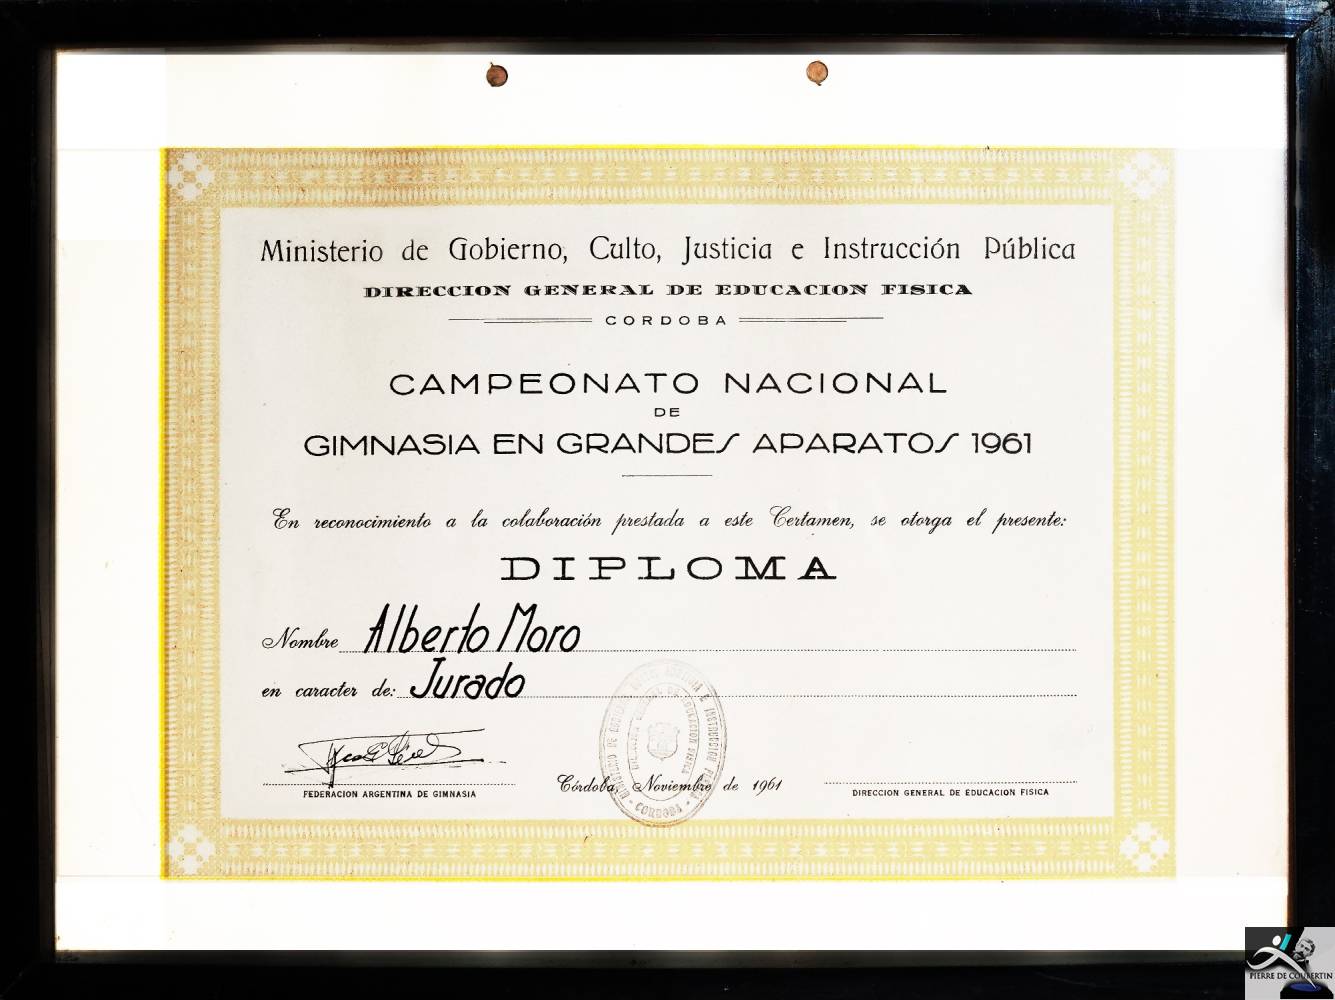 Ministerio de Gobierno, Culto, Justicia e Instrucción Pública
DIRECCION GENERAL DE EDUCACION FISICA
CORDOBA
CAMPEONATO NACIONAL
DE
GIMNASIA EN GRANDES APARATOS 1961
En reconocimiento a la colaboración prestada a este Certamen, se otorga el presente:
DIPLOMA
Nombre Alberto Moro
en caracter de: Jurado
FEDERACION ARGENTINA DE GIMNASIA
Córdoba, Noviembre de 1961
DIRECCION GENERAL DE EDUCACION FISICA
CORDOBA
PIERRE DE COUBERTIN